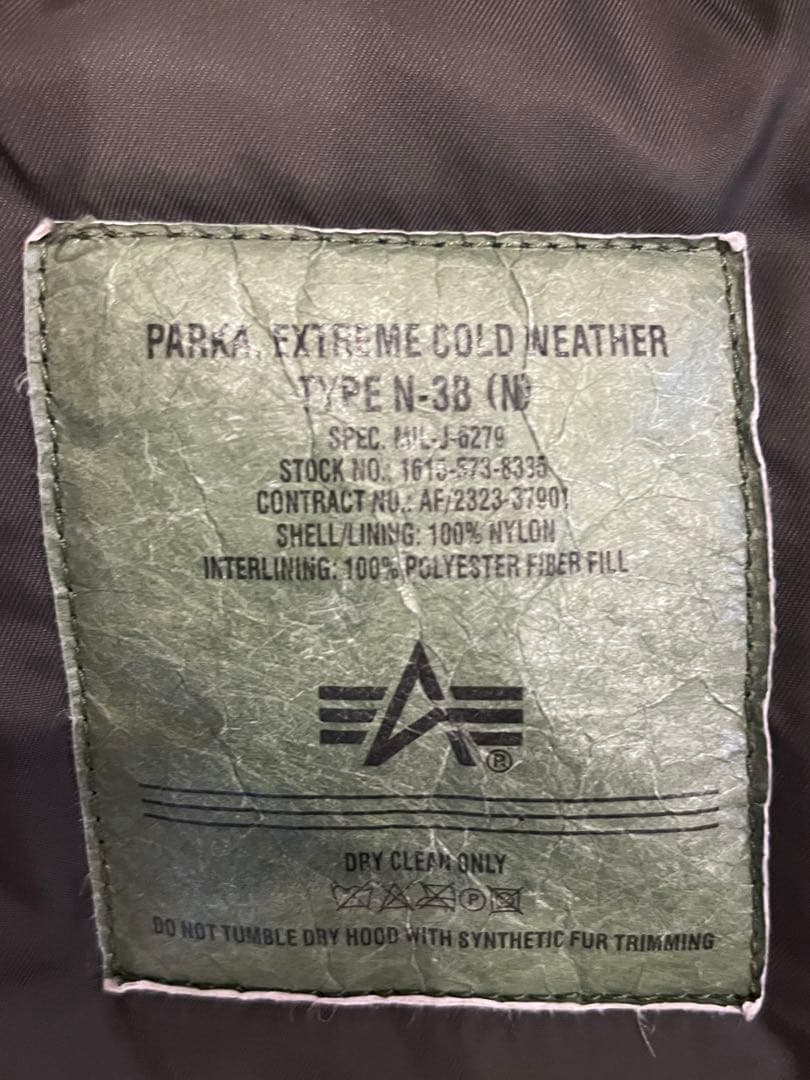 PARKA, EXTREME COLD WEATHER
TYPE N-3B (N)
SPEC. MIL-J-6279
STOCK NO.: 1615-573-8335
CONTRACT NO.: AF/2323-37901
SHELL/LINING: 100% NYLON
INTERLINING: 100% POLYESTER FIBER FILL
®
DRY CLEAN ONLY
P
DO NOT TUMBLE DRY HOOD WITH SYNTHETIC FUR TRIMMING